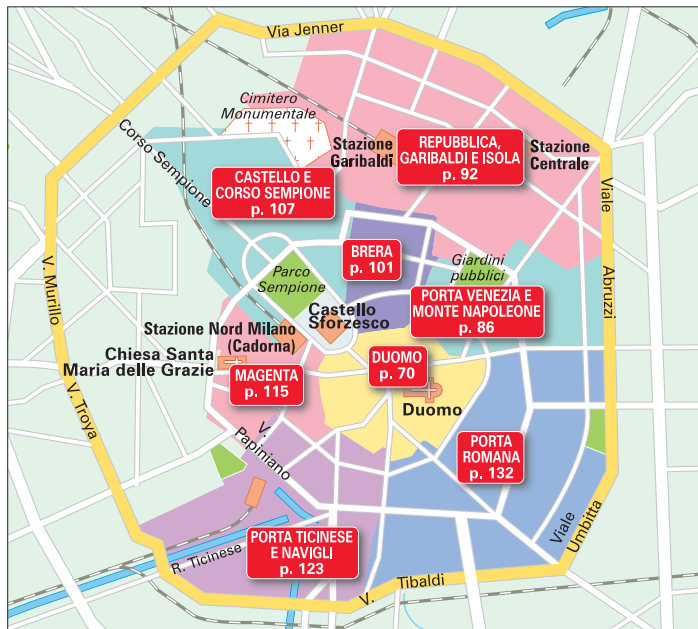 Via Jenner
Cimitero
Monumentale
Corso Sempione
Stazione
Garibaldi
REPUBBLICA,
GARIBALDI E ISOLA
p. 92
Stazione
Centrale
CASTELLO E
CORSO SEMPIONE
p. 107
Viale
Abruzzi
V. Murillo
BRERA
p. 101
Giardini
pubblici
Parco
Sempione
PORTA VENEZIA E
MONTE NAPOLEONE
p. 86
Castello
Sforzesco
Stazione Nord Milano
(Cadorna)
Chiesa Santa
Maria delle Grazie
MAGENTA
p. 115
DUOMO
p. 70
Duomo
V. Troya
V.
Papiniano
PORTA
ROMANA
p. 132
Viale
Umbitta
R. Ticinese
PORTA TICINESE
E NAVIGLI
p. 123
V.
Tibaldi